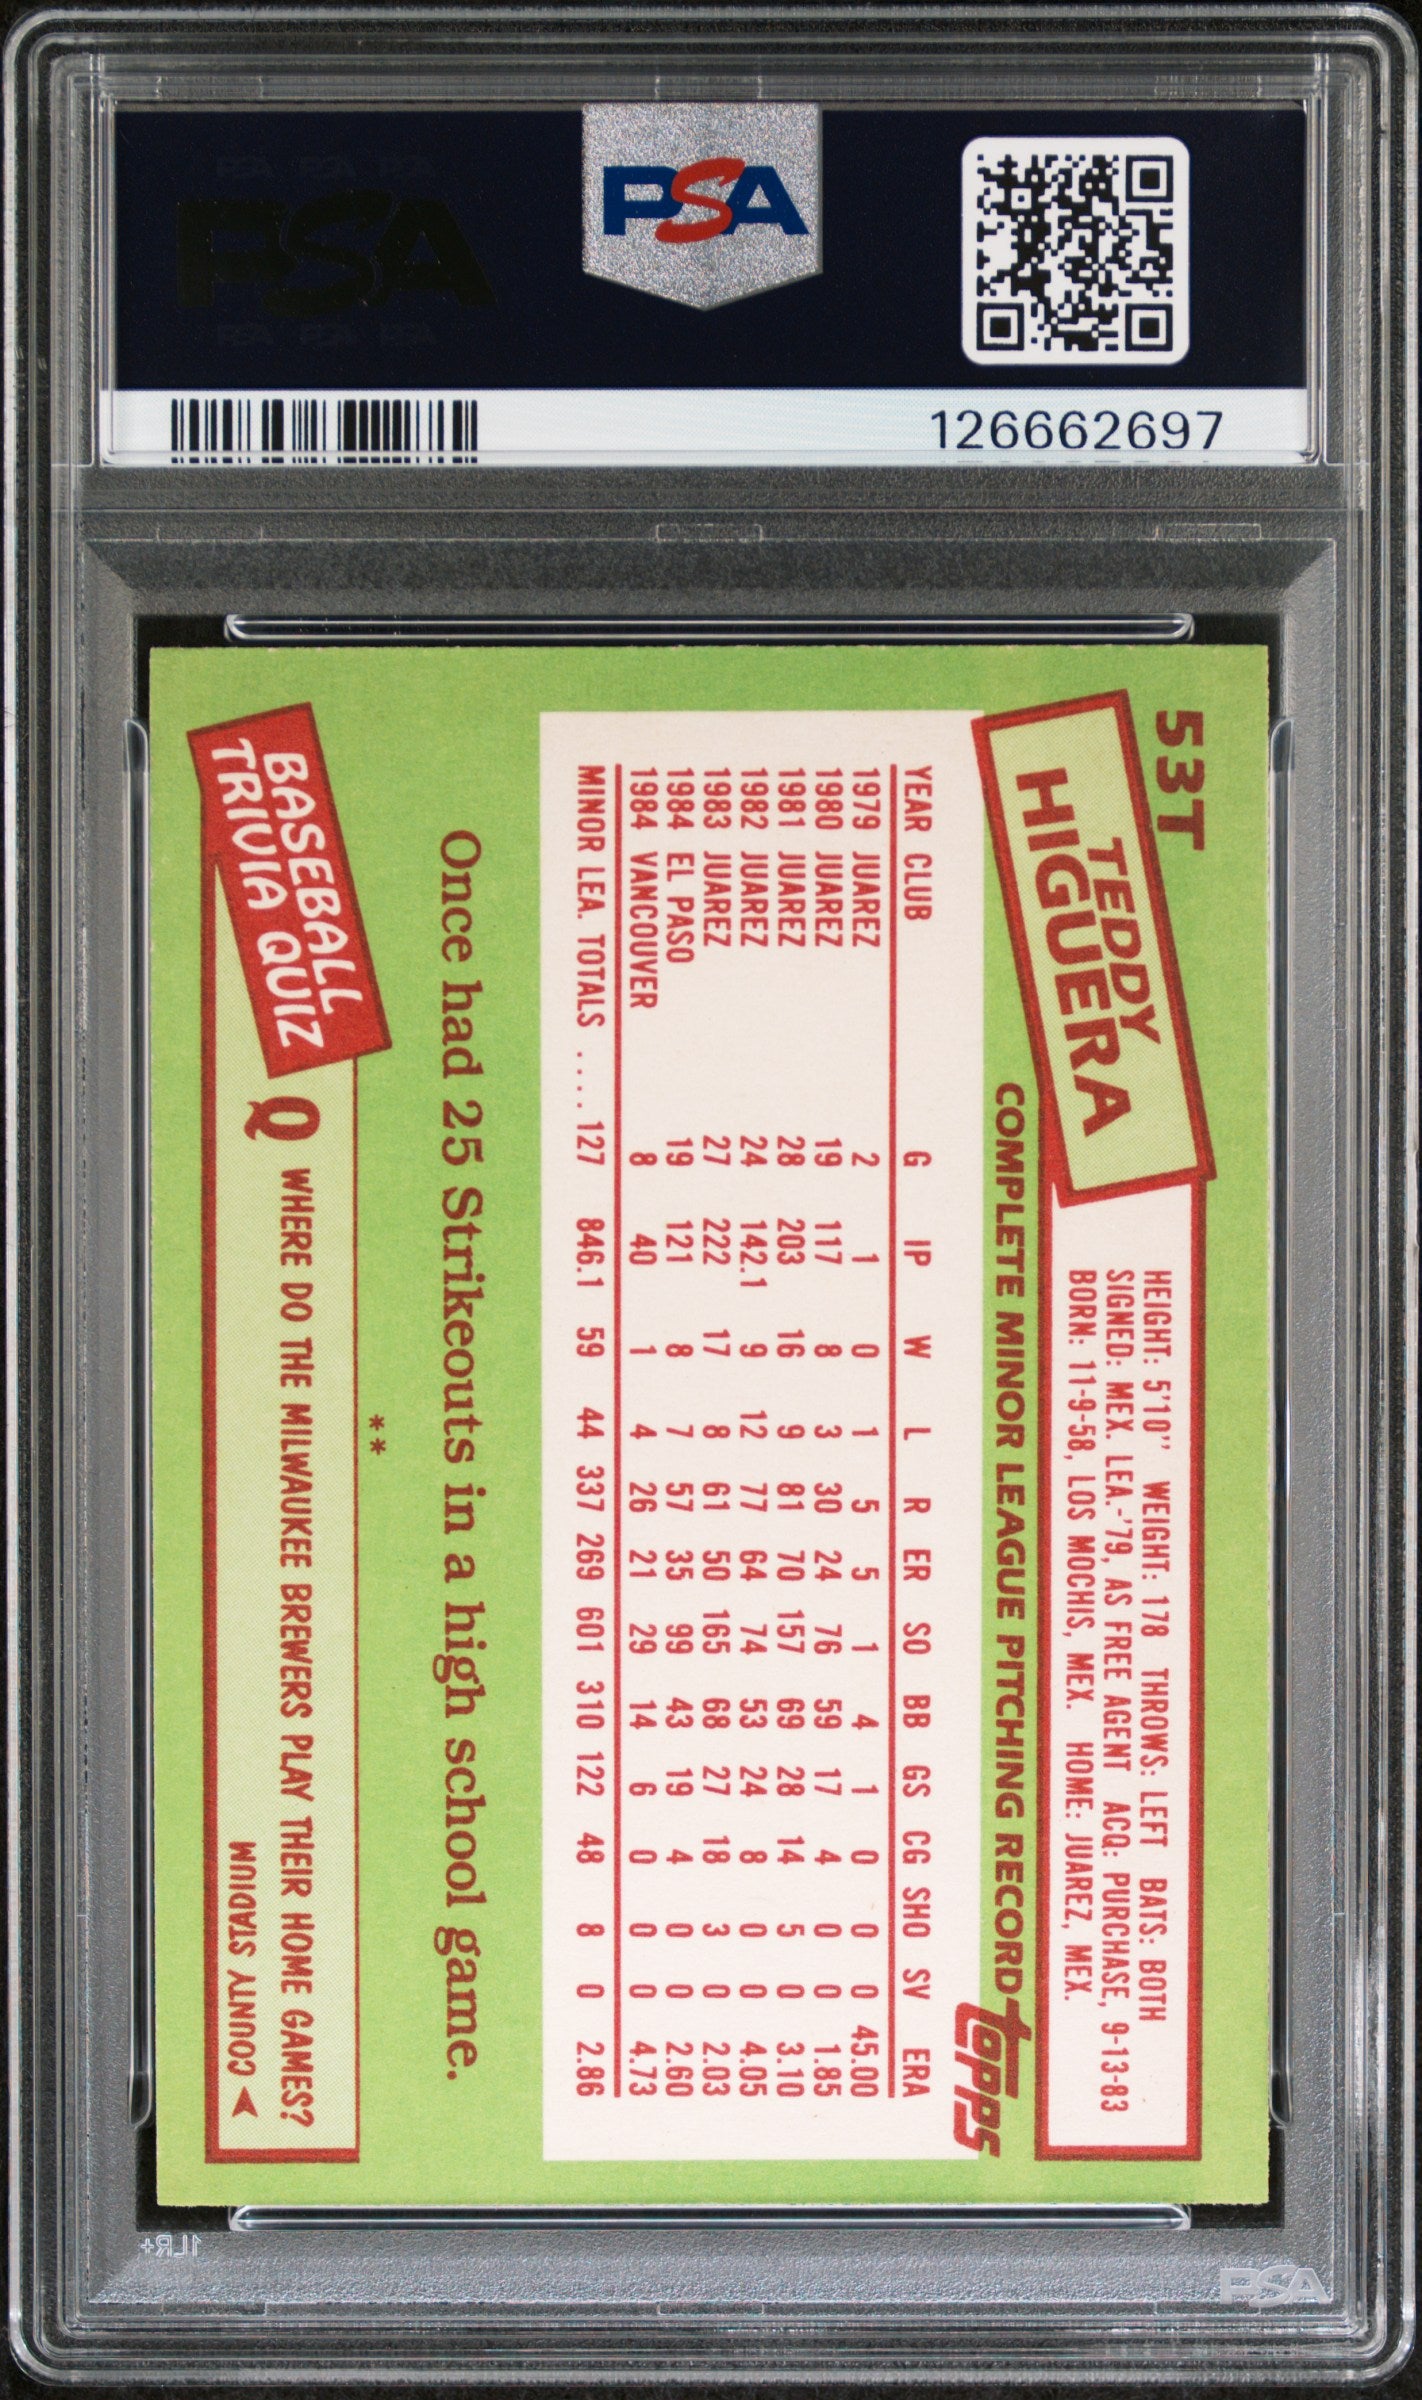 PSA
PSA
126662697
53T
TEDDY
HIGUERA
HEIGHT: 5'10" WEIGHT: 178 THROWS: LEFT BATS: BOTH
SIGNED: MEX. LEA.-'79, AS FREE AGENT ACQ: PURCHASE, 9-13-83
BORN: 11-9-58, LOS MOCHIS, MEX. HOME: JUAREZ, MEX.
COMPLETE MINOR LEAGUE PITCHING RECORD
Topps
YEAR CLUB G IP W L R ER SO BB GS CG SHO SV ERA
1979 JUAREZ 2 1 0 1 5 5 1 4 1 0 0 0 45.00
1980 JUAREZ 19 117 8 3 30 24 76 59 17 4 0 0 1.85
1981 JUAREZ 28 203 16 9 81 70 157 69 28 14 5 0 3.10
1982 JUAREZ 24 142.1 9 12 77 64 74 53 24 8 0 0 4.05
1983 JUAREZ 27 222 17 8 61 50 165 68 27 18 3 0 2.03
1984 EL PASO 19 121 8 7 57 35 99 43 19 4 0 0 2.60
1984 VANCOUVER 8 40 1 4 26 21 29 14 6 0 0 0 4.73
MINOR LEA. TOTALS .... 127 846.1 59 44 337 269 601 310 122 48 8 0 2.86
Once had 25 Strikeouts in a high school game.
**
BASEBALL
TRIVIA QUIZ
Q WHERE DO THE MILWAUKEE BREWERS PLAY THEIR HOME GAMES?
COUNTY STADIUM
1LR+
PSA